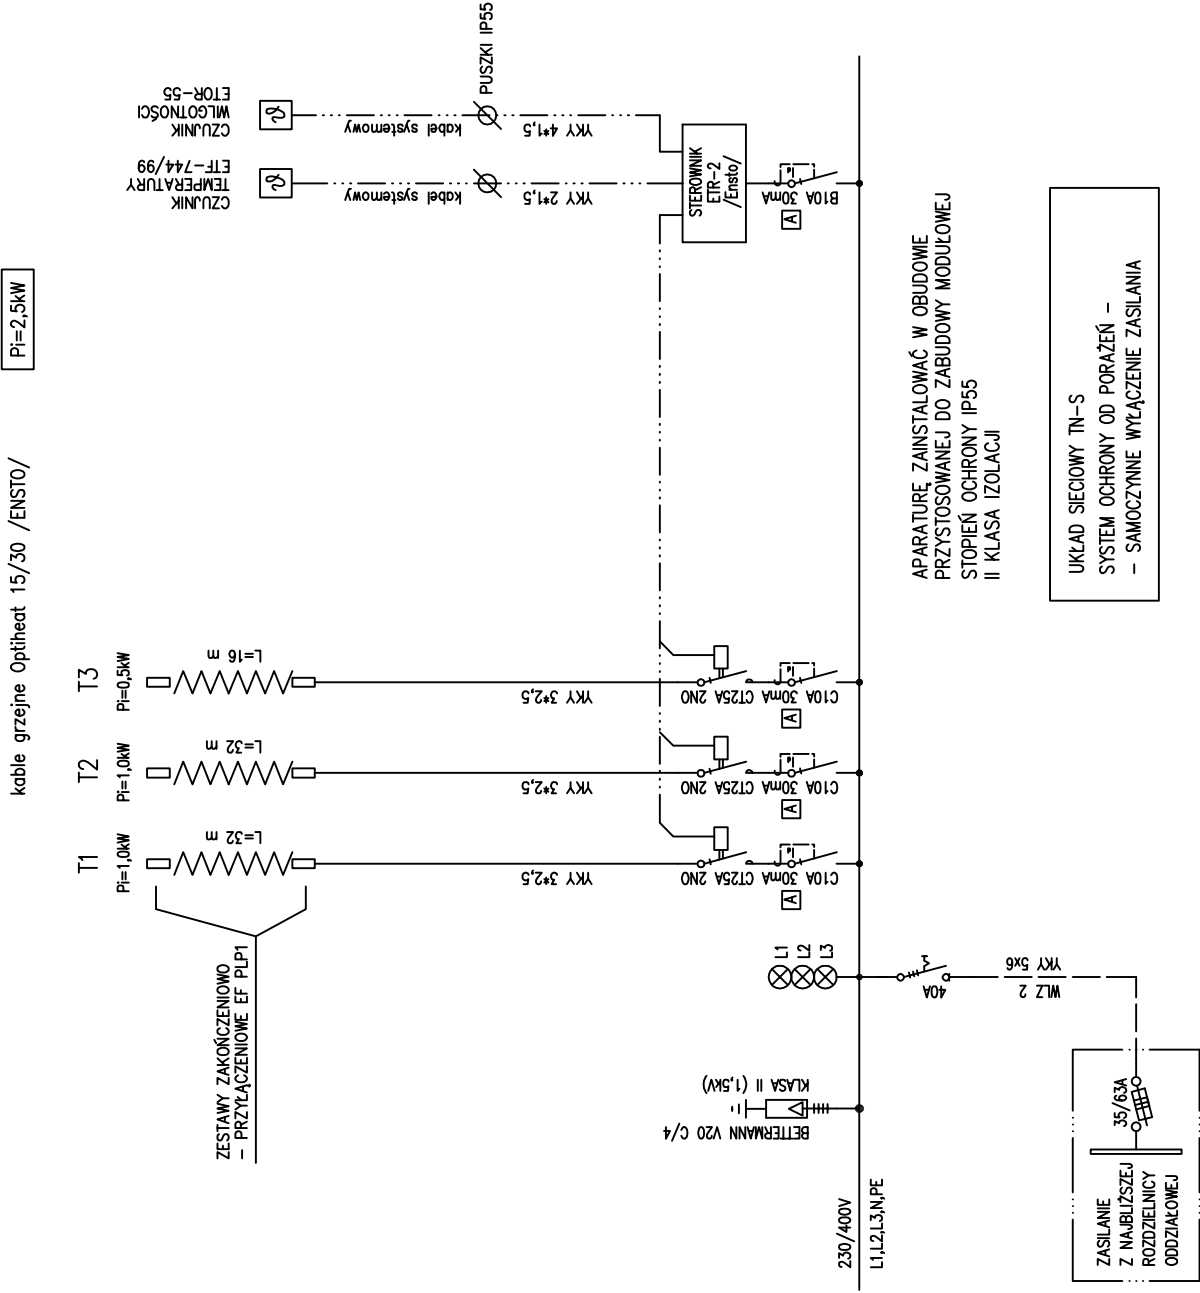 kable grzejne Optiheat 15/30 /ENSTO/
Pi=2,5kW
T1
Pi=1,0kW
L=32 m
YKY 3*2,5
CT25A 2NO
30mA
C10A
A
T2
Pi=1,0kW
L=32 m
YKY 3*2,5
CT25A 2NO
30mA
C10A
A
T3
Pi=0,5kW
L=16 m
YKY 3*2,5
CT25A 2NO
30mA
C10A
A
CZUJNIK
TEMPERATURY
ETF-744/99
kabel systemowy
YKY 2*1,5
CZUJNIK
WILGOTNOŚCI
ETOR-55
kabel systemowy
YKY 4*1,5
PUSZKI IP55
STEROWNIK
ETR-2
/Ensto/
30mA
B10A
A
ZESTAWY ZAKOŃCZENIOWO
- PRZYŁĄCZENIOWE EF PLP1
L1
L2
L3
BETTERMANN V20 C/4
KLASA II (1,5kV)
230/400V
L1,L2,L3,N,PE
40A
WLZ 2
YKY 5x6
35/63A
ZASILANIE
Z NAJBLIŻSZEJ
ROZDZIELNICY
ODDZIAŁOWEJ
APARATURĘ ZAINSTALOWAĆ W OBUDOWIE
PRZYSTOSOWANEJ DO ZABUDOWY MODUŁOWEJ
STOPIEŃ OCHRONY IP55
II KLASA IZOLACJI
UKŁAD SIECIOWY TN-S
SYSTEM OCHRONY OD PORAŻEŃ -
- SAMOCZYNNE WYŁĄCZENIE ZASILANIA